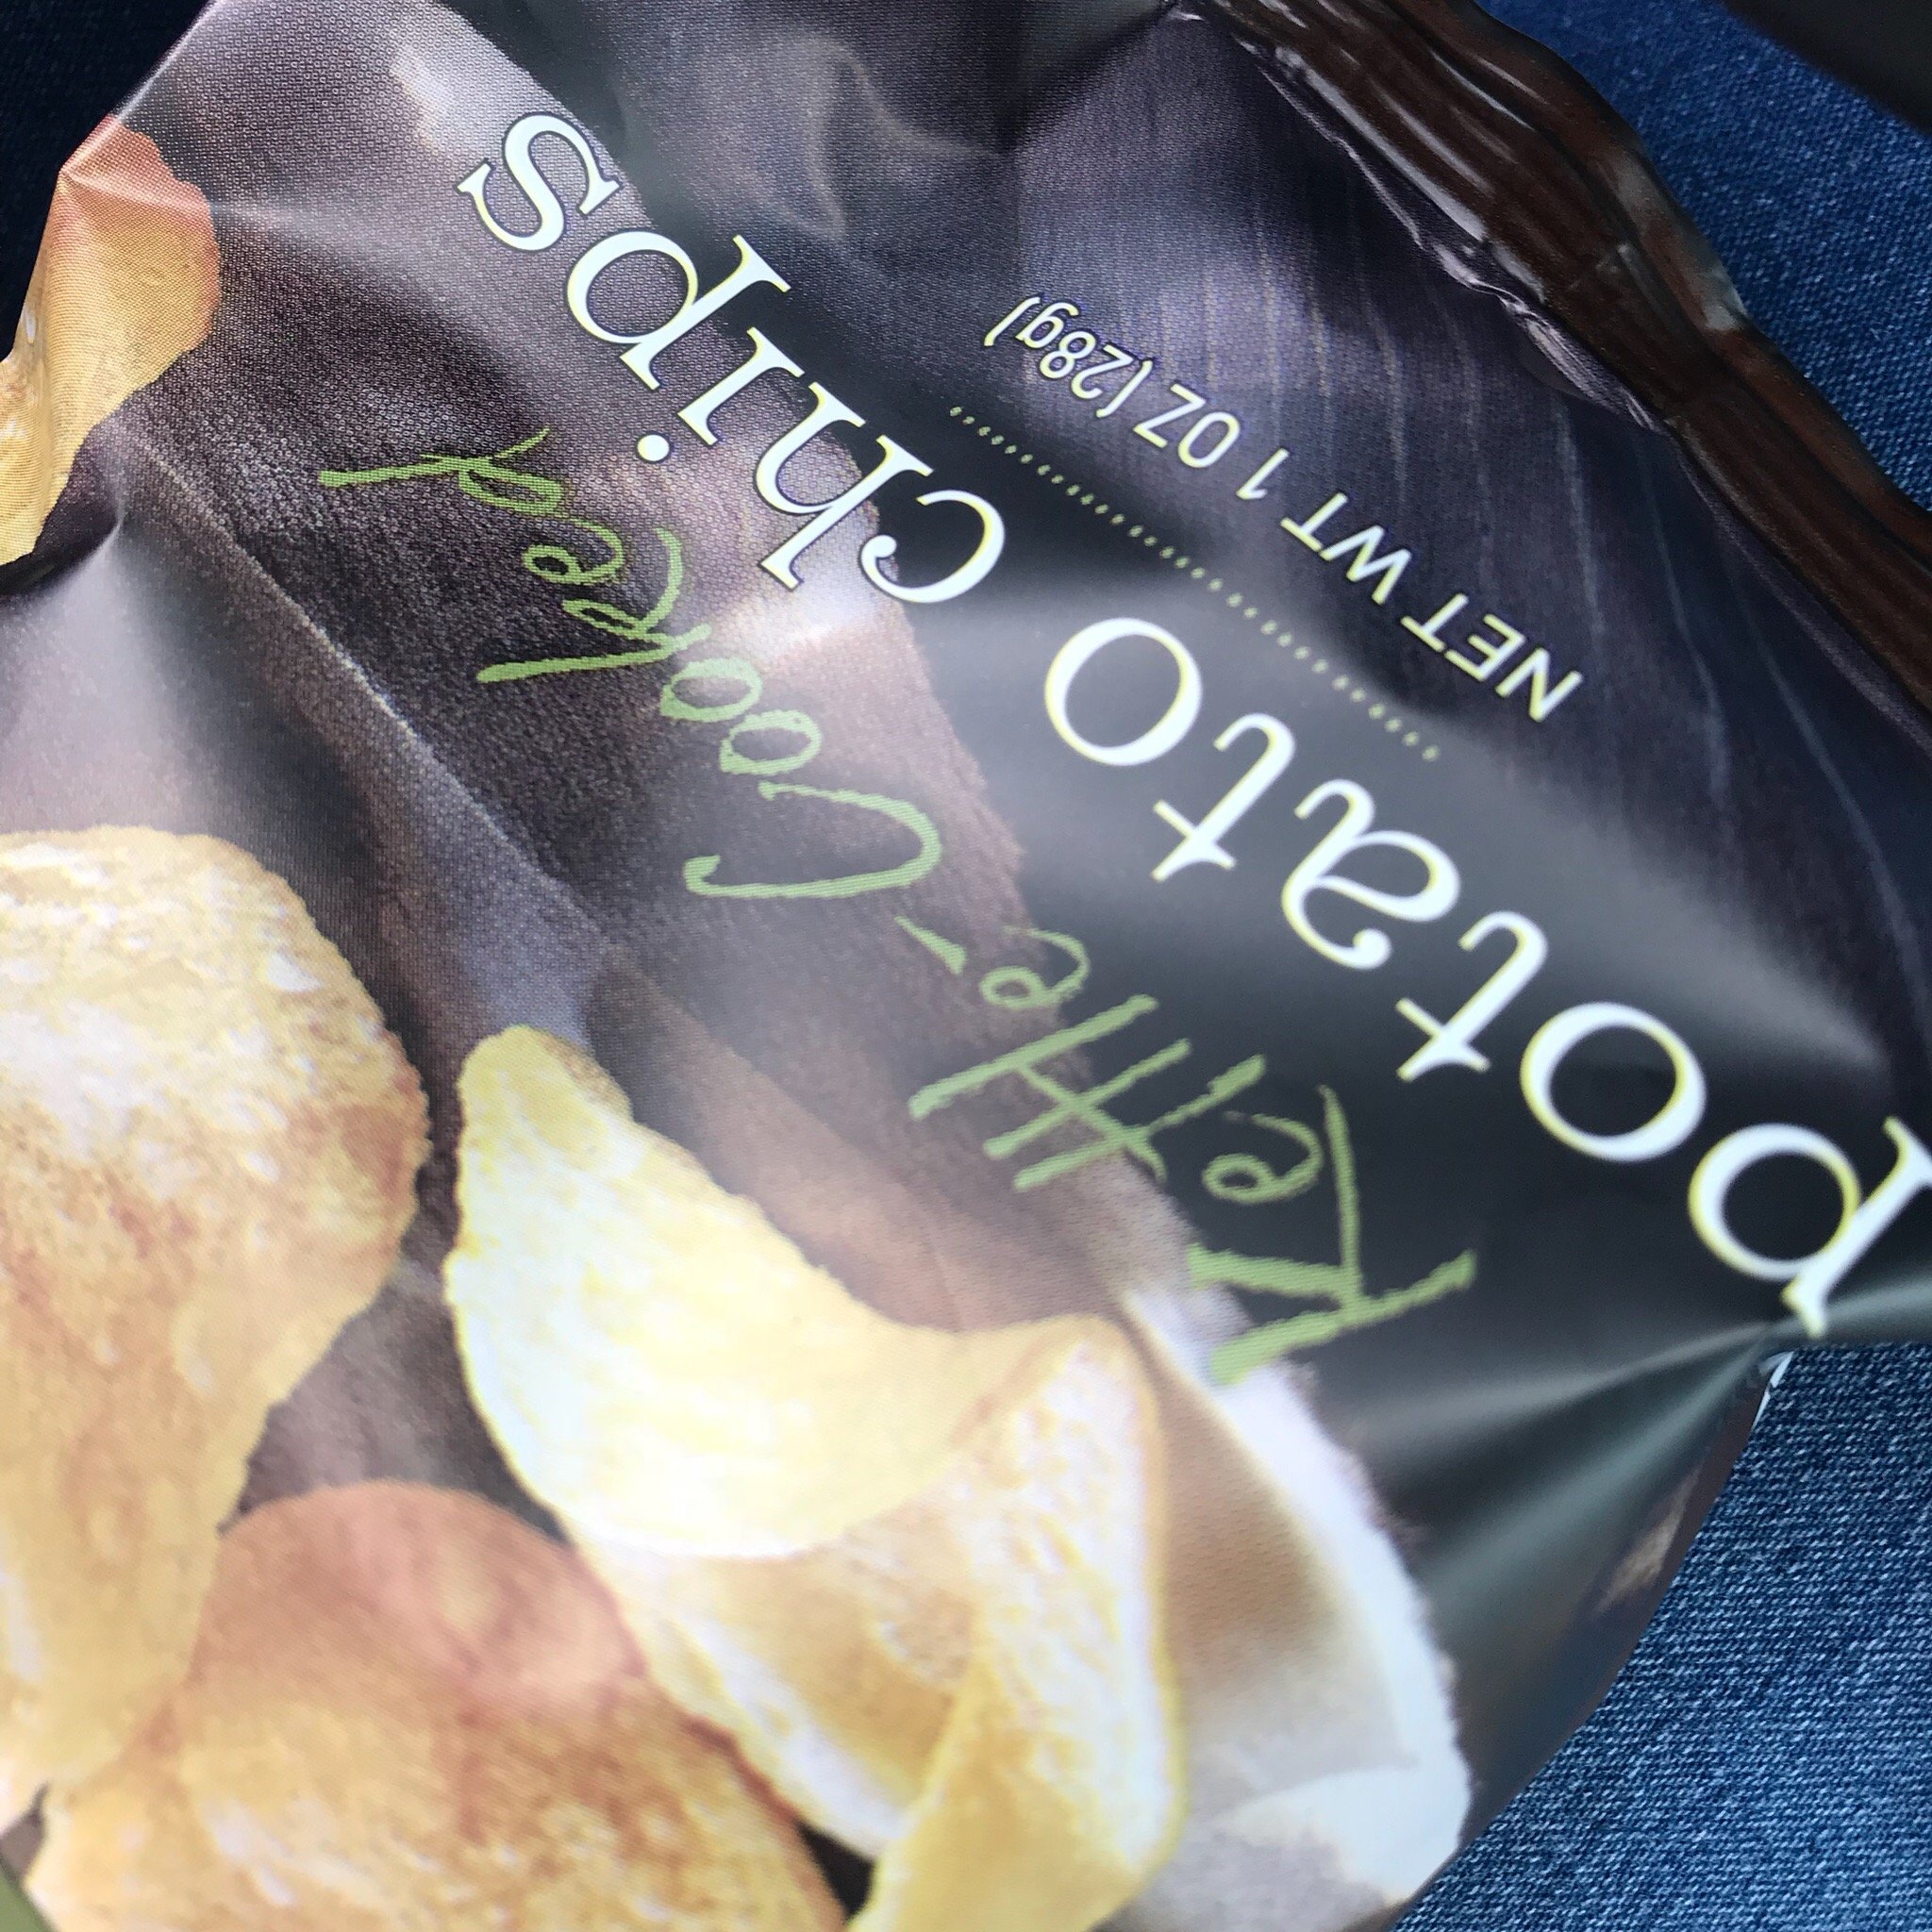 Kettle-Cooked
potato chips
NET WT 1 OZ (28g)